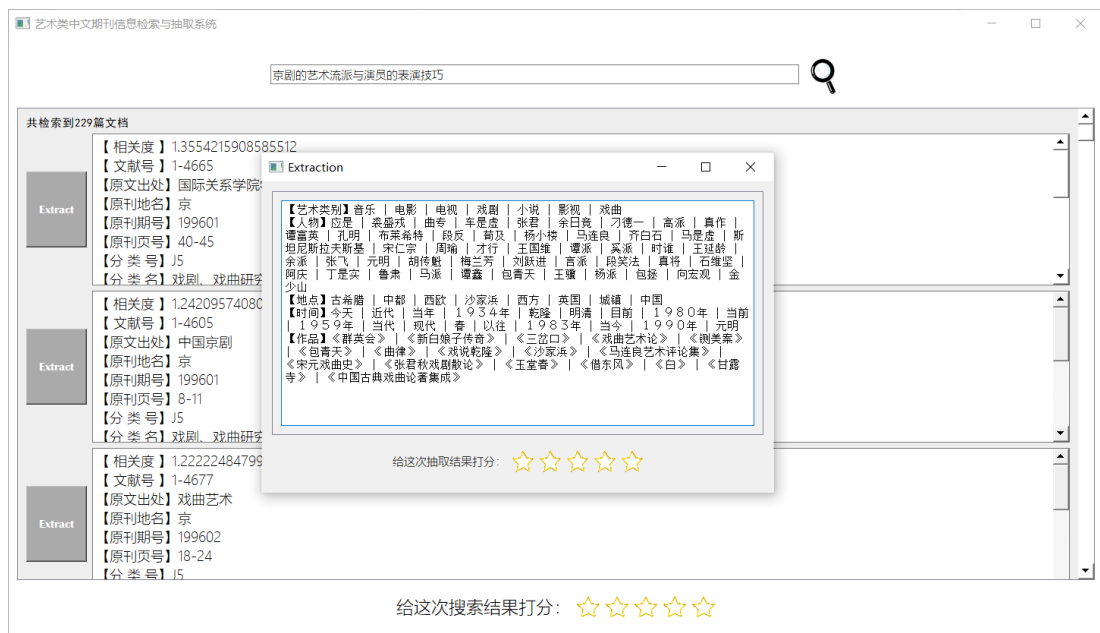 艺术类中文期刊信息检索与抽取系统
京剧的艺术流派与演员的表演技巧
共检索到229篇文档
Extract
【 相关度 】1.3554215908585512
【 文献号 】1-4665
【原文出处】国际关系学院
【原刊地名】京
【原刊期号】199601
【原刊页号】40-45
【分 类 名】戏剧、戏曲研究
Extract
【 相关度 】1.24209574080
【 文献号 】1-4605
【原文出处】中国京剧
【原刊地名】京
【原刊期号】199601
【原刊页号】8-11
【分 类 号】J5
【分 类 名】戏剧、戏曲研究
Extract
【 相关度 】1.22222484799
【 文献号 】1-4677
【原文出处】戏曲艺术
【原刊地名】京
【原刊期号】199602
【原刊页号】18-24
【分 类 号】J5
Extraction
【艺术类别】音乐 | 电影 | 电视 | 戏剧 | 小说 | 影视 | 戏曲
【人物】应是 | 裘盛戎 | 曲专 | 车是虚 | 张君 | 余日竟 | 刁德一 | 高派 | 真作 |
谭富英 | 孔明 | 布莱希特 | 段反 | 荀及 | 杨小楼 | 马连良 | 齐白石 | 马是虚 | 斯
坦尼斯拉夫斯基 | 宋仁宗 | 周瑜 | 才行 | 王国维 | 谭派 | 奚派 | 时谁 | 王延龄 |
余派 | 张飞 | 元明 | 胡传魁 | 梅兰芳 | 刘跃进 | 言派 | 段笑法 | 真将 | 石维坚 |
阿庆 | 丁是实 | 鲁肃 | 马派 | 谭鑫 | 包青天 | 王骥 | 杨派 | 包拯 | 向宏观 | 金
少山
【地点】古希腊 | 中都 | 西欧 | 沙家浜 | 西方 | 英国 | 城镇 | 中国
【时间】今天 | 近代 | 当年 | 1934年 | 乾隆 | 明清 | 目前 | 1980年 | 当前
| 1959年 | 当代 | 现代 | 春 | 以往 | 1983年 | 当今 | 1990年 | 元明
【作品】《群英会》 | 《新白娘子传奇》 | 《三岔口》 | 《戏曲艺术论》 | 《铡美案》
| 《包青天》 | 《曲律》 | 《戏说乾隆》 | 《沙家浜》 | 《马连良艺术评论集》 |
《宋元戏曲史》 | 《张君秋戏剧散论》 | 《玉堂春》 | 《借东风》 | 《白》 | 《甘露
寺》 | 《中国古典戏曲论著集成》
给这次抽取结果打分：
给这次搜索结果打分：